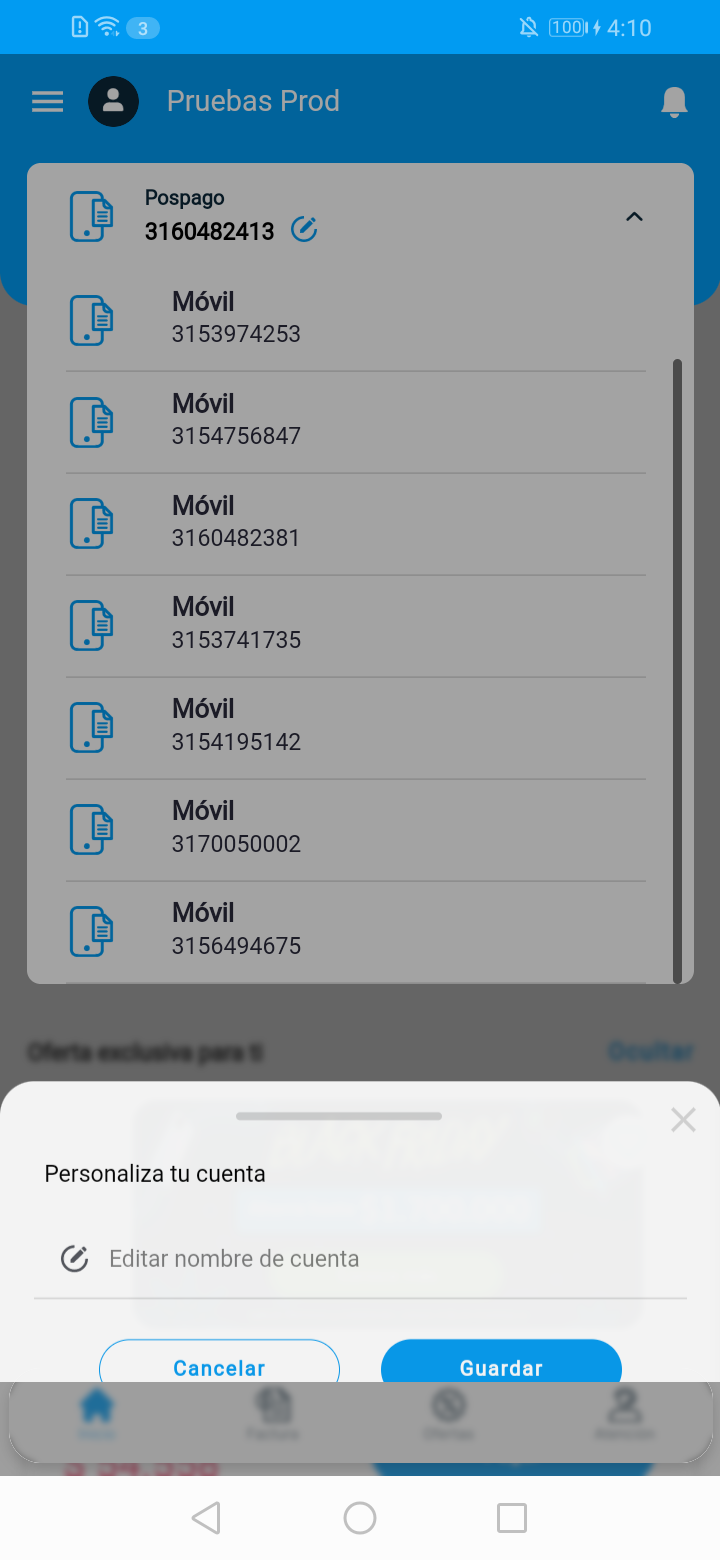 3
100
4:10
Pruebas Prod
Pospago
3160482413
Móvil
3153974253
Móvil
3154756847
Móvil
3160482381
Móvil
3153741735
Móvil
3154195142
Móvil
3170050002
Móvil
3156494675
Oferta exclusiva para ti
Ocultar
Personaliza tu cuenta
Editar nombre de cuenta
Cancelar
Guardar
Inicio
Factura
Ofertas
Atención